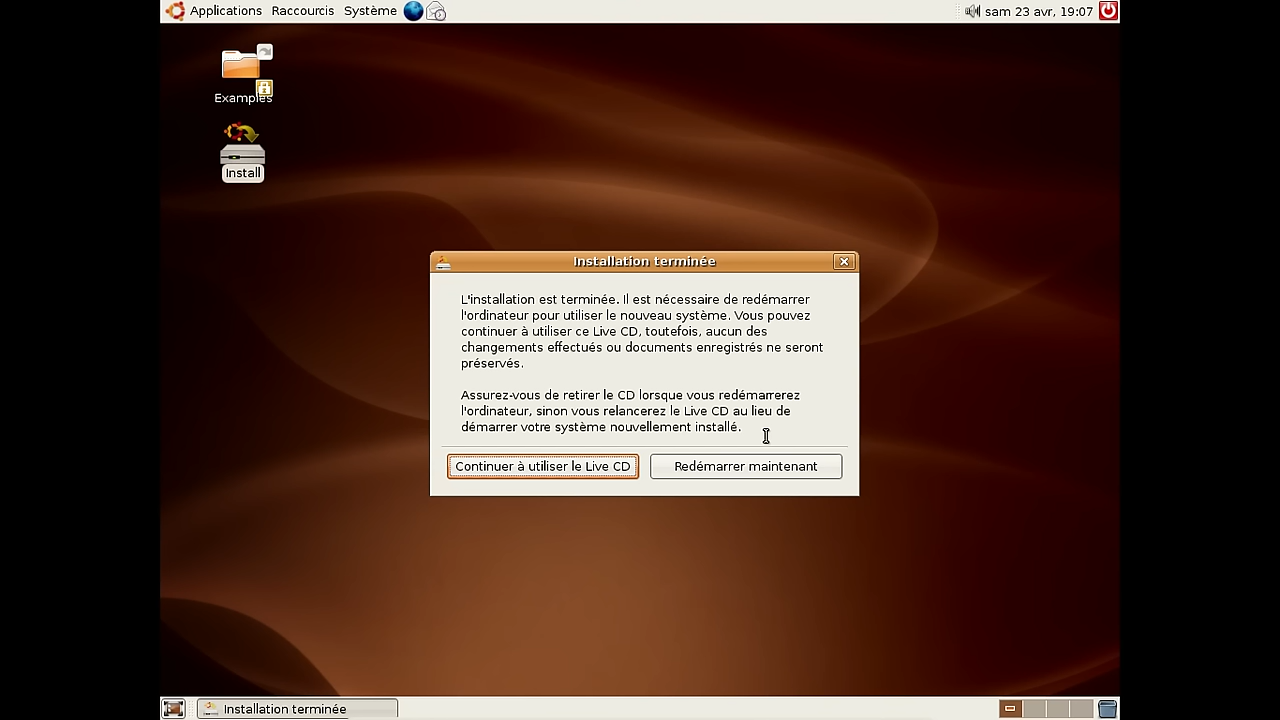 Applications Raccourcis Système
sam 23 avr, 19:07
Examples
Install
Installation terminée
L'installation est terminée. Il est nécessaire de redémarrer
l'ordinateur pour utiliser le nouveau système. Vous pouvez
continuer à utiliser ce Live CD, toutefois, aucun des
changements effectués ou documents enregistrés ne seront
préservés.
Assurez-vous de retirer le CD lorsque vous redémarrerez
l'ordinateur, sinon vous relancerez le Live CD au lieu de
démarrer votre système nouvellement installé.
Continuer à utiliser le Live CD
Redémarrer maintenant
Installation terminée